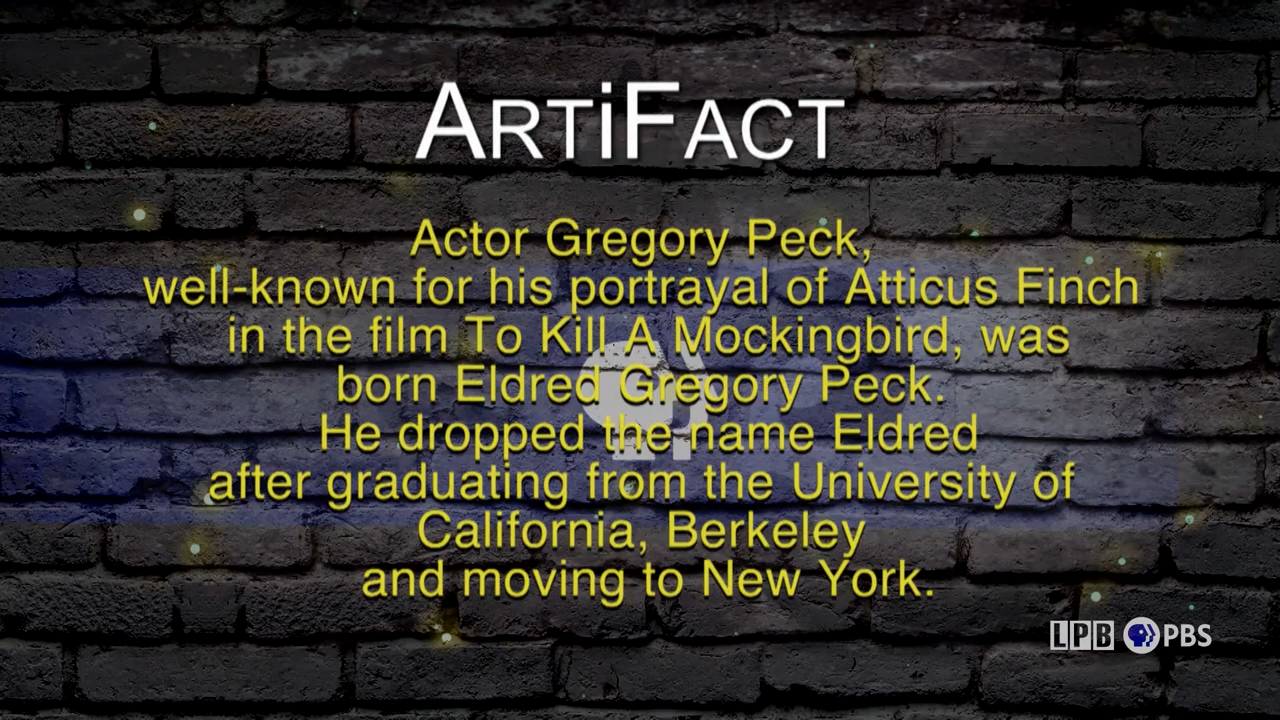 ARTiFACT
Actor Gregory Peck,
well-known for his portrayal of Atticus Finch
in the film To Kill A Mockingbird, was
born Eldred Gregory Peck.
He dropped the name Eldred
after graduating from the University of
California, Berkeley
and moving to New York.
LPB PBS